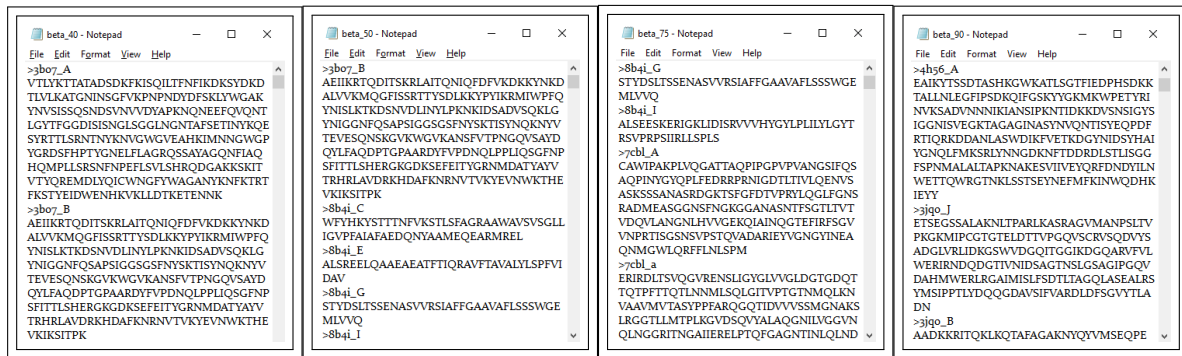 beta_40 - Notepad
File Edit Format View Help
>3bo7_A
VTLYKTTATADSDKFKISQILTFNFIKDKSYDKD
TLVLKATGNINSGFVKPNPNDYDFSKLYWGAK
YNVSISSQSNDSVNVVDYAPKNQNEEFQVQNT
LGYTFGGDISISNGLSGGLNGNTAFSETINYKQE
SYRTTLSRNTNYKNVGWGVEAHKIMNNGWGP
YGRDSFHPTYGNELFLAGRQSSAYAGQNFIAQ
HQMPLLSRSNFNPEFLSVLSHRQDGAKKSKIT
VTYQREMDLYQICWNGFYWAGANYKNFKTRT
FKSTYEIDWENHKVKLLDTKETENNK
>3bo7_B
AEIIKRTQDITSKRLAITQNIQFDFVKDKKYNKD
ALVVKMQGFISSRTTYSDLKKYPYIKRMIWPFQ
YNISLKTKDSNVDLINYLPKNKIDSADVSQKLG
YNIGGNFQSAPSIGGSGSFNYSKTISYNQKNYV
TEVESQNSKGVKWGVKANSFVTPNGQVSAYD
QYLFAQDPTGPAARDYFVPDNQLPPLIQSGFNP
SFITTLSHERGKGDKSEFEITYGRNMDATYAYV
TRHRLAVDRKHDAFKNRNVTVKYEVNWKTHE
VKIKSITPK
beta_50 - Notepad
File Edit Format View Help
>3bo7_B
AEIIKRTQDITSKRLAITQNIQFDFVKDKKYNKD
ALVVKMQGFISSRTTYSDLKKYPYIKRMIWPFQ
YNISLKTKDSNVDLINYLPKNKIDSADVSQKLG
YNIGGNFQSAPSIGGSGSFNYSKTISYNQKNYV
TEVESQNSKGVKWGVKANSFVTPNGQVSAYD
QYLFAQDPTGPAARDYFVPDNQLPPLIQSGFNP
SFITTLSHERGKGDKSEFEITYGRNMDATYAYV
TRHRLAVDRKHDAFKNRNVTVKYEVNWKTHE
VKIKSITPK
>8b4i_C
WFYHKYSTTTNFVKSTLSFAGRAAWAVSVSGLL
IGVPFAIAFAEDQNYAAMEQEARMREL
>8b4i_E
ALSREELQAAEAEATFTIQRAVFTAVALYLSPFVI
DAV
>8b4i_G
STYDSLTSSENASVVRSIAFFGAAVAFLSSSWGE
MLVVQ
>8b4i_I
beta_75 - Notepad
File Edit Format View Help
>8b4i_G
STYDSLTSSENASVVRSIAFFGAAVAFLSSSWGE
MLVVQ
>8b4i_I
ALSEESKERIGKLIDISRVVVHYGYLPLILYLGYT
RSVPRPSIIRLLSPLS
>7cbl_A
CAWIPAKPLVQGATTAQPIPGPVPVANGSIFQS
AQPINYGYQPLFEDRRPRNIGDTLTIVLQENVS
ASKSSSANASRDGKTSFGFDTVPRYLQGLFGNS
RADMEASGGNSFNGKGGANASNTFSGTLTVT
VDQVLANGNLHVVGEKQIAINQGTEFIRFSGV
VNPRTISGSNSVPSTQVADARIEYVGNGYINEA
QNMGWLQRFFLNLSPM
>7cbl_a
ERIRDLTSVQGVRENSLIGYGLVVGLDGTGDQT
TQTPFTTQTLNNMLSQLGITVPTGTNMQLKN
VAAVMVTASYPPFARQGQTIDVVVSSMGNAKS
LRGGTLLMTPLKGVDSQVYALAQGNILVGGVN
QLNGGRITNGAIIERELPTQFGAGNTINLQLND
beta_90 - Notepad
File Edit Format View Help
>4h56_A
EAIKYTSSDTASHKGWKATLSGTFIEDPHSDKK
TALLNLEGFIPSDKQIFGSKYYGKMKWPETYRI
NVKSADVNNNIKIANSIPKNTIDKKDVSNSIGYS
IGGNISVEGKTAGAGINASYNVQNTISYEQPDF
RTIQRKDDANLASWDIKFVETKDGYNIDSYHAI
YGNQLFMKSRLYNNGDKNFTDDRDLSTLISGG
FSPNMALALTAPKNAKESVIIVEYQRFDNDYILN
WETTQWRGTNKLSSTSEYNEFMFKINWQDHK
IEYY
>3jqo_J
ETSEGSSALAKNLTPARLKASRAGVMANPSLTV
PKGKMIPCGTGTELDTTVPGQVSCRVSQDVYS
ADGLVRLIDKGSWVDGQITGGIKDGQARVFVL
WERIRNDQDGTIVNIDSAGTNSLGSAGIPGQV
DAHMWERLRGAIMISLFSDTLTAGQLASEALRS
YMSIPPTLYDQQGDAVSIFVARDLDFSGVYTLA
DN
>3jqo_B
AADKKRITQKLKQTAFAGAKNYQYVMSEQPE